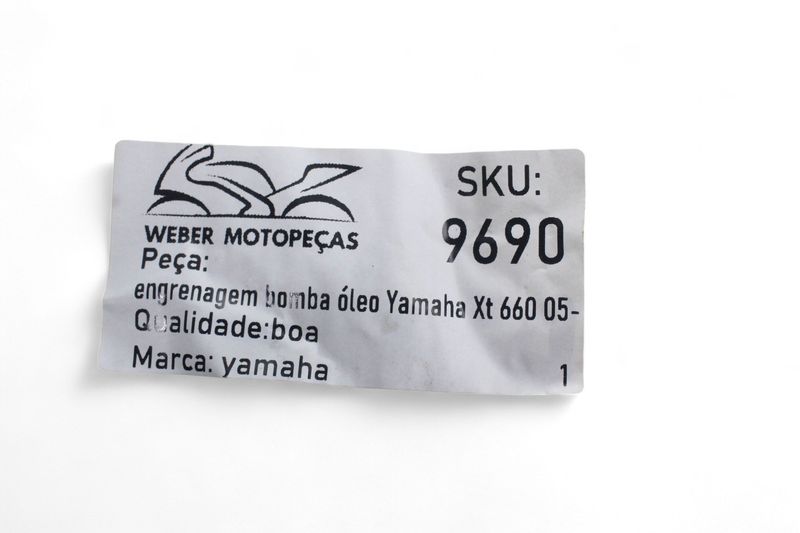 SKU:
9690
WEBER MOTOPEÇAS
Peça:
engrenagem bomba óleo Yamaha Xt 660 05-
Qualidade:boa
Marca: yamaha
1